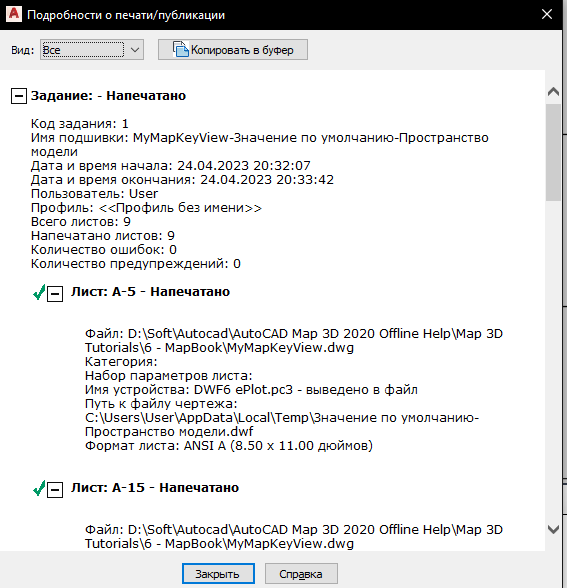 Подробности о печати/публикации
Вид: Все Копировать в буфер
Задание: - Напечатано
Код задания: 1
Имя подшивки: MyMapKeyView-Значение по умолчанию-Пространство
модели
Дата и время начала: 24.04.2023 20:32:07
Дата и время окончания: 24.04.2023 20:33:42
Пользователь: User
Профиль: <<Профиль без имени>>
Всего листов: 9
Напечатано листов: 9
Количество ошибок: 0
Количество предупреждений: 0
Лист: A-5 - Напечатано
Файл: D:\Soft\Autocad\AutoCAD Map 3D 2020 Offline Help\Map 3D
Tutorials\6 - MapBook\MyMapKeyView.dwg
Категория:
Набор параметров листа:
Имя устройства: DWF6 ePlot.pc3 - выведено в файл
Путь к файлу чертежа:
C:\Users\User\AppData\Local\Temp\Значение по умолчанию-
Пространство модели.dwf
Формат листа: ANSI A (8.50 x 11.00 дюймов)
Лист: A-15 - Напечатано
Файл: D:\Soft\Autocad\AutoCAD Map 3D 2020 Offline Help\Map 3D
Tutorials\6 - MapBook\MyMapKeyView.dwg
Закрыть Справка